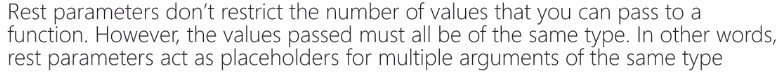 Rest parameters don’t restrict the number of values that you can pass to a
function. However, the values passed must all be of the same type. In other words,
rest parameters act as placeholders for multiple arguments of the same type